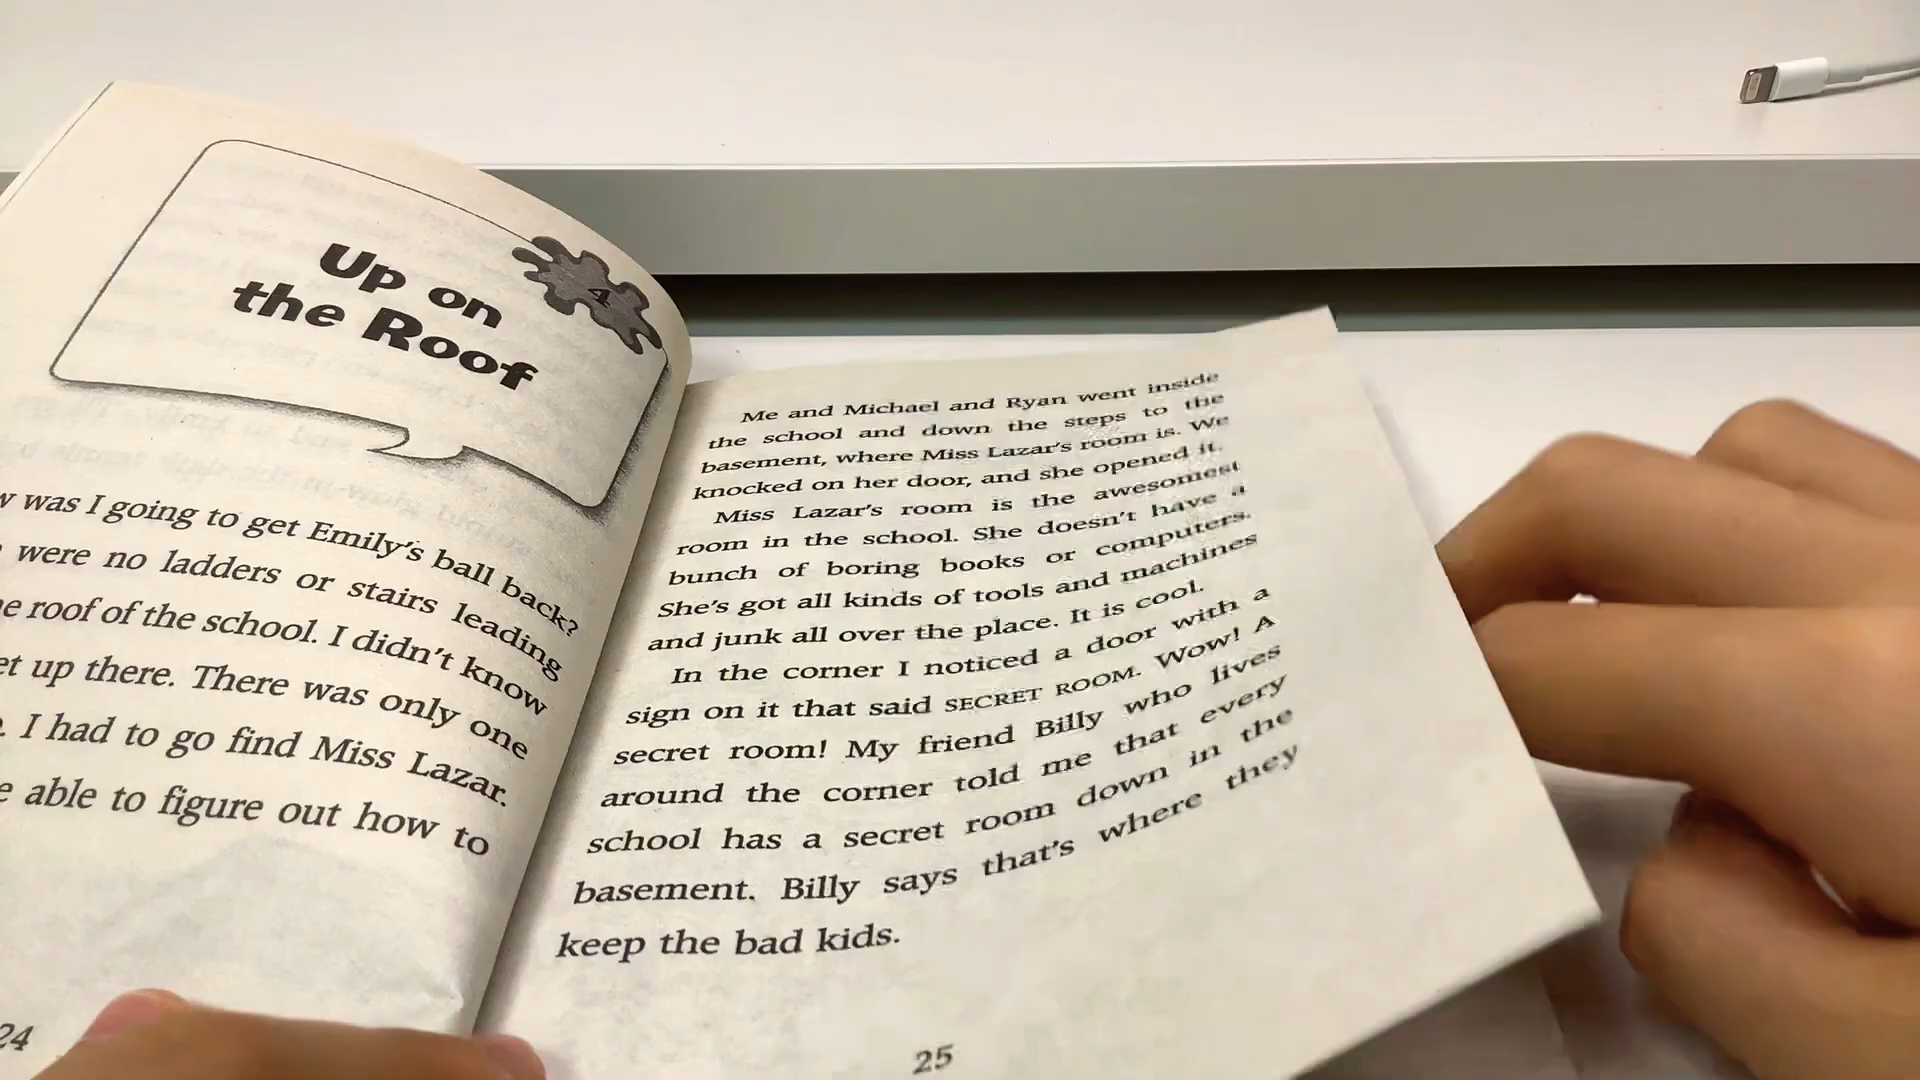 Up on
the Roof
4
was I going to get Emily's ball back?
were no ladders or stairs leading
roof of the school. I didn't know
up there. There was only one
I had to go find Miss Lazar.
able to figure out how to
24
Me and Michael and Ryan went inside
the school and down the steps to the
basement, where Miss Lazar's room is. We
knocked on her door, and she opened it.
Miss Lazar's room is the awesomest
room in the school. She doesn't have a
bunch of boring books or computers.
She's got all kinds of tools and machines
and junk all over the place. It is cool.
In the corner I noticed a door with a
sign on it that said SECRET ROOM. Wow! A
secret room! My friend Billy who lives
around the corner told me that every
school has a secret room down in the
basement. Billy says that's where they
keep the bad kids.
25